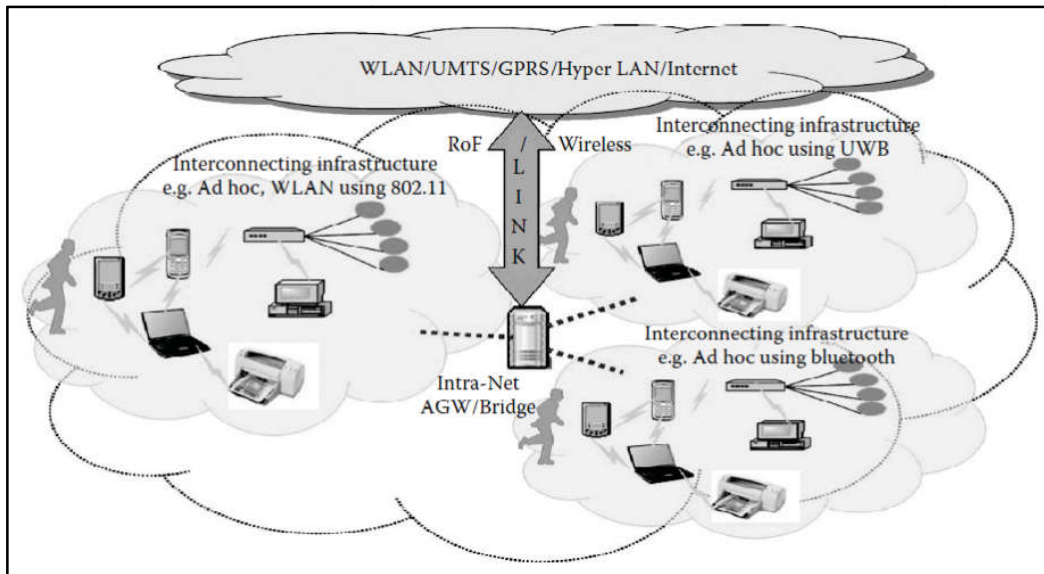 WLAN/UMTS/GPRS/Hyper LAN/Internet
Interconnecting infrastructure
e.g. Ad hoc, WLAN using 802.11
RoF
/LINK
Wireless
Interconnecting infrastructure
e.g. Ad hoc using UWB
Intra-Net
AGW/Bridge
Interconnecting infrastructure
e.g. Ad hoc using bluetooth